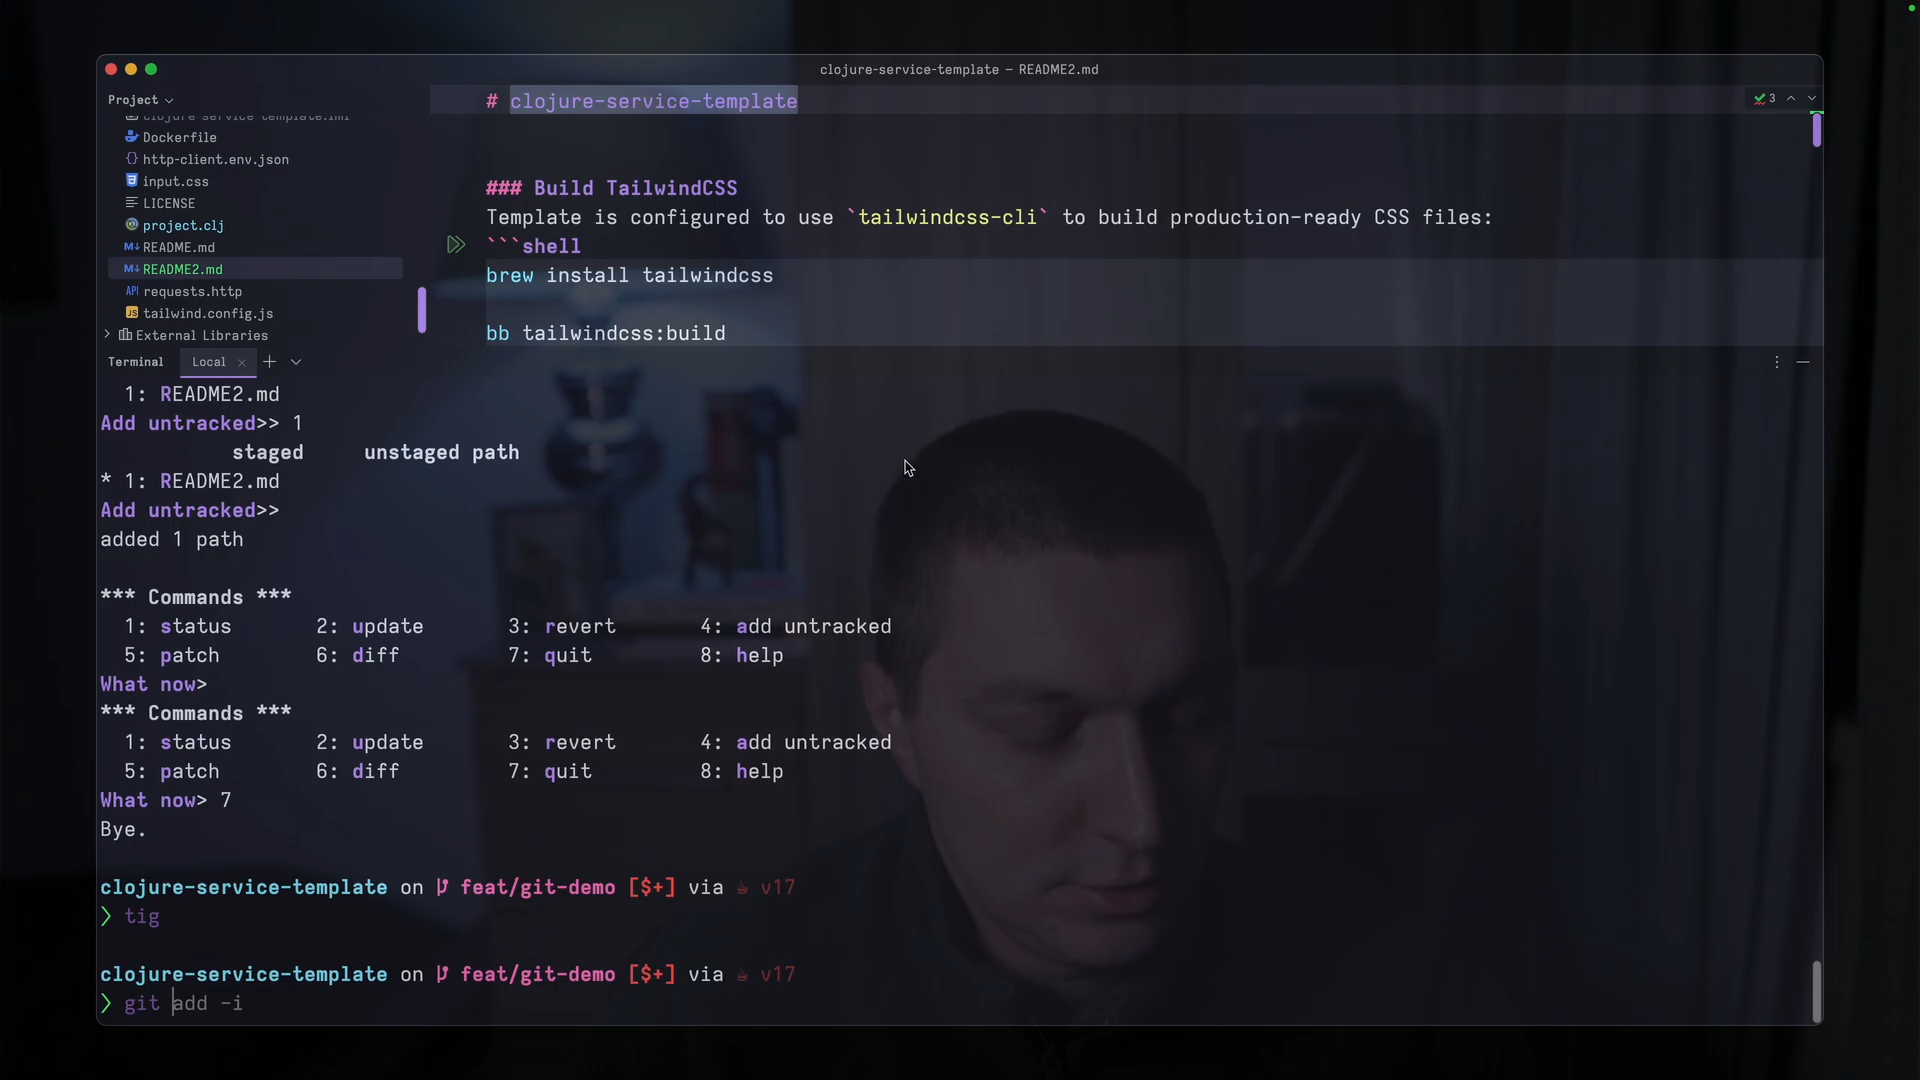 clojure-service-template – README2.md
Project
clojure-service-template.iml
Dockerfile
http-client.env.json
input.css
LICENSE
project.clj
README.md
README2.md
requests.http
tailwind.config.js
External Libraries
# clojure-service-template
3
### Build TailwindCSS
Template is configured to use `tailwindcss-cli` to build production-ready CSS files:
```shell
brew install tailwindcss
bb tailwindcss:build
Terminal Local
1: README2.md
Add untracked>> 1
staged unstaged path
* 1: README2.md
Add untracked>>
added 1 path
*** Commands ***
1: status 2: update 3: revert 4: add untracked
5: patch 6: diff 7: quit 8: help
What now>
*** Commands ***
1: status 2: update 3: revert 4: add untracked
5: patch 6: diff 7: quit 8: help
What now> 7
Bye.
clojure-service-template on feat/git-demo [$+] via v17
❯ tig
clojure-service-template on feat/git-demo [$+] via v17
❯ git add -i